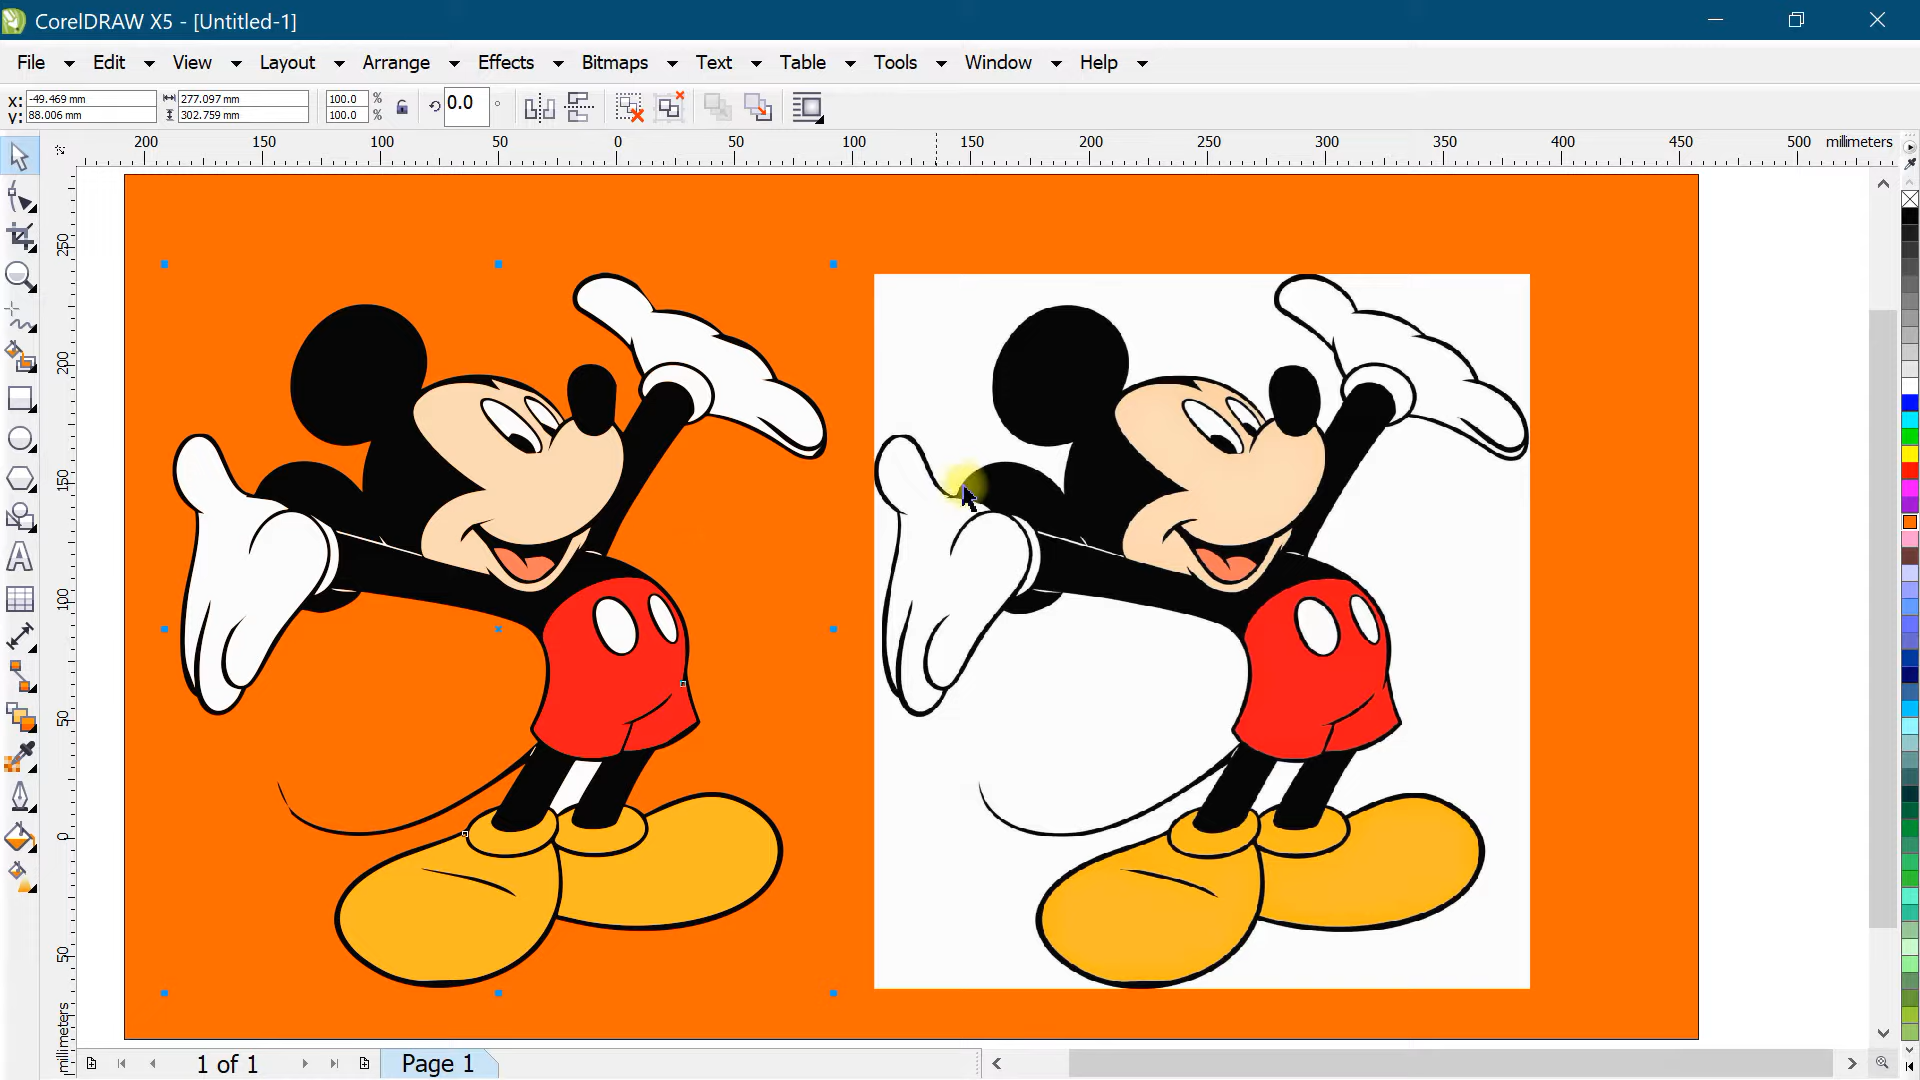 CorelDRAW X5 - [Untitled-1]
File Edit View Layout Arrange Effects Bitmaps Text Table Tools Window Help
x: -49.469 mm 277.097 mm 100.0 % 0.0 °
y: 88.006 mm 302.759 mm 100.0 %
200 150 100 50 0 50 100 150 200 250 300 350 400 450 500 millimeters
250
200
150
100
50
0
50
millimeters
1 of 1 Page 1